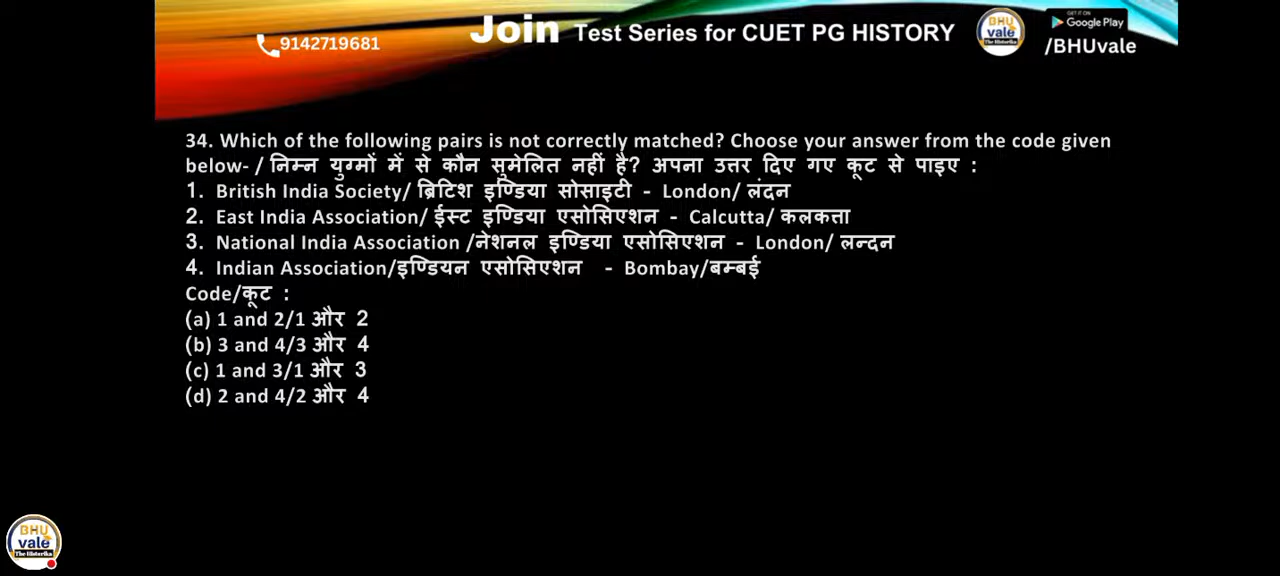 9142719681
Join Test Series for CUET PG HISTORY
BHU
vale
The Historika
GET IT ON
Google Play
/BHUvale
34. Which of the following pairs is not correctly matched? Choose your answer from the code given
below- / निम्न युग्मों में से कौन सुमेलित नहीं है? अपना उत्तर दिए गए कूट से पाइए :
1. British India Society/ ब्रिटिश इण्डिया सोसाइटी - London/ लंदन
2. East India Association/ ईस्ट इण्डिया एसोसिएशन - Calcutta/ कलकत्ता
3. National India Association /नेशनल इण्डिया एसोसिएशन - London/ लन्दन
4. Indian Association/इण्डियन एसोसिएशन - Bombay/बम्बई
Code/कूट :
(a) 1 and 2/1 और 2
(b) 3 and 4/3 और 4
(c) 1 and 3/1 और 3
(d) 2 and 4/2 और 4
BHU
vale
The Historika